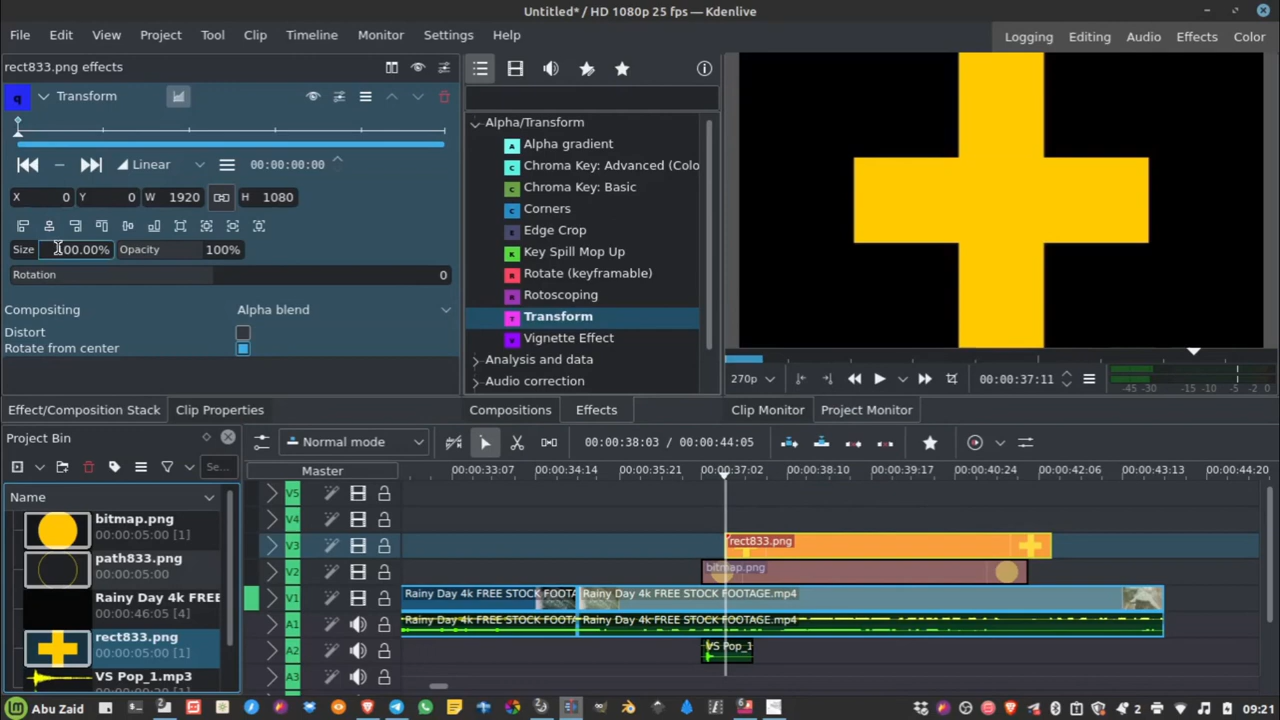 Untitled* / HD 1080p 25 fps — Kdenlive
File Edit View Project Tool Clip Timeline Monitor Settings Help
Logging Editing Audio Effects Color
rect833.png effects
q Transform
Linear 00:00:00:00
X 0 Y 0 W 1920 H 1080
Size 100.00% Opacity 100%
Rotation 0
Compositing Alpha blend
Distort
Rotate from center
Effect/Composition Stack Clip Properties
Alpha/Transform
A Alpha gradient
C Chroma Key: Advanced (Colo
C Chroma Key: Basic
C Corners
E Edge Crop
K Key Spill Mop Up
R Rotate (keyframable)
R Rotoscoping
T Transform
V Vignette Effect
Analysis and data
Audio correction
Compositions Effects
270p 00:00:37:11
-45 -30 -15 -10 -5 -2 0
Clip Monitor Project Monitor
Project Bin
Se...
Name
bitmap.png
00:00:05:00 [1]
path833.png
00:00:05:00
Rainy Day 4k FREE
00:00:46:05 [4]
rect833.png
00:00:05:00 [1]
VS Pop_1.mp3
Normal mode 00:00:38:03 / 00:00:44:05
Master
00:00:33:07 00:00:34:14 00:00:35:21 00:00:37:02 00:00:38:10 00:00:39:17 00:00:40:24 00:00:42:06 00:00:43:13 00:00:44:20
V5
V4
V3 rect833.png
V2 bitmap.png
V1 Rainy Day 4k FREE STOCK FOOTA Rainy Day 4k FREE STOCK FOOTAGE.mp4
A1 Rainy Day 4k FREE STOCK FOOTA Rainy Day 4k FREE STOCK FOOTAGE.mp4
A2 VS Pop_1
A3
Abu Zaid 2 09:21